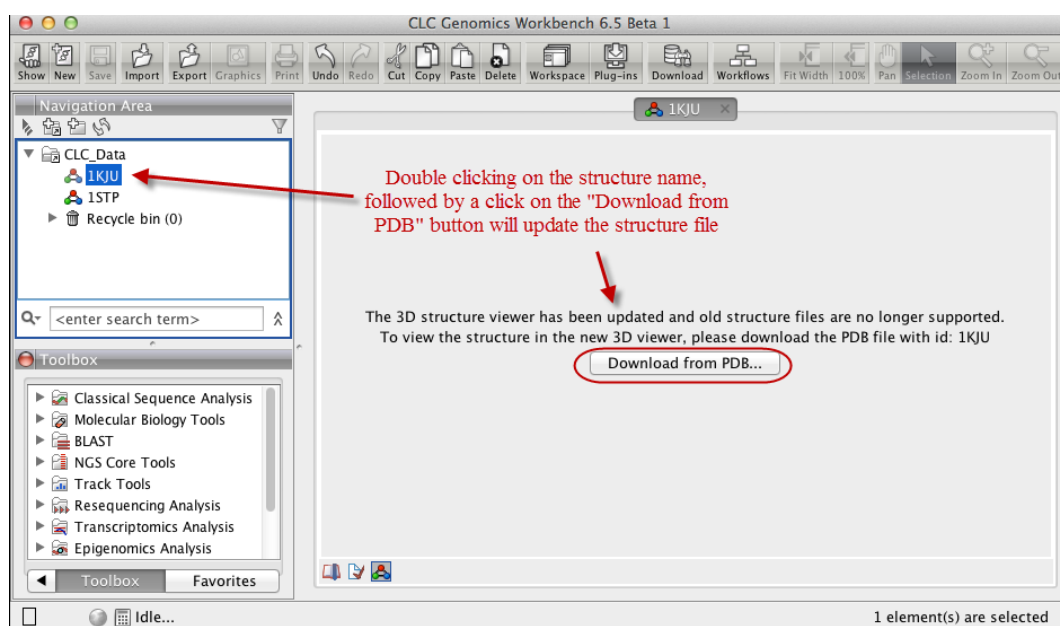 CLC Genomics Workbench 6.5 Beta 1
Show New Save Import Export Graphics Print Undo Redo Cut Copy Paste Delete Workspace Plug-ins Download Workflows Fit Width 100% Pan Selection Zoom In Zoom Out
Navigation Area
CLC_Data
1KJU
1STP
Recycle bin (0)
<enter search term>
Toolbox
Classical Sequence Analysis
Molecular Biology Tools
BLAST
NGS Core Tools
Track Tools
Resequencing Analysis
Transcriptomics Analysis
Epigenomics Analysis
Toolbox Favorites
1KJU
Double clicking on the structure name,
followed by a click on the "Download from
PDB" button will update the structure file
The 3D structure viewer has been updated and old structure files are no longer supported.
To view the structure in the new 3D viewer, please download the PDB file with id: 1KJU
Download from PDB...
Idle...
1 element(s) are selected